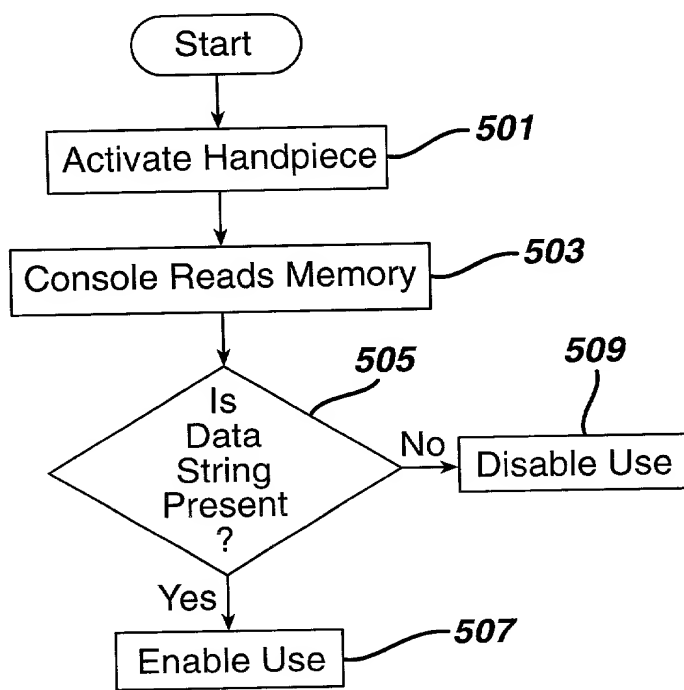 Start
Activate Handpiece
501
Console Reads Memory
503
505
509
Is
Data
String
Present
?
No
Disable Use
Yes
Enable Use
507